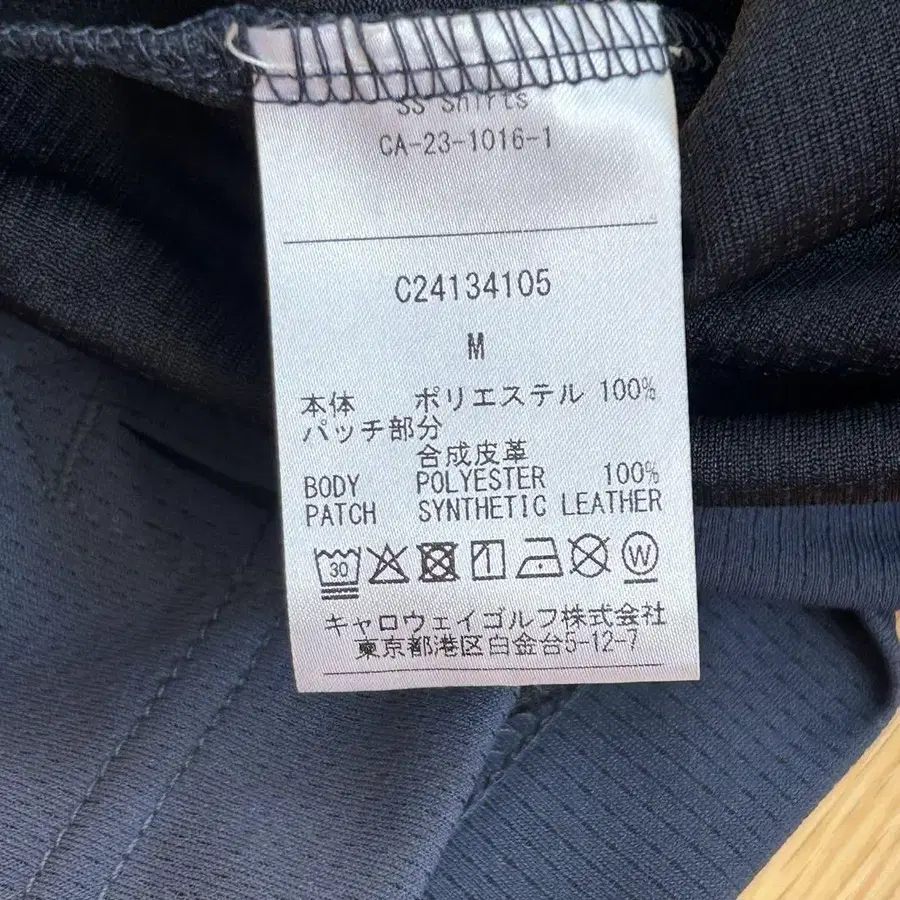 SS Shirts
CA-23-1016-1
C24134105
M
本体 ポリエステル 100%
パッチ部分
合成皮革
BODY POLYESTER 100%
PATCH SYNTHETIC LEATHER
30 W
キャロウェイゴルフ株式会社
東京都港区白金台5-12-7